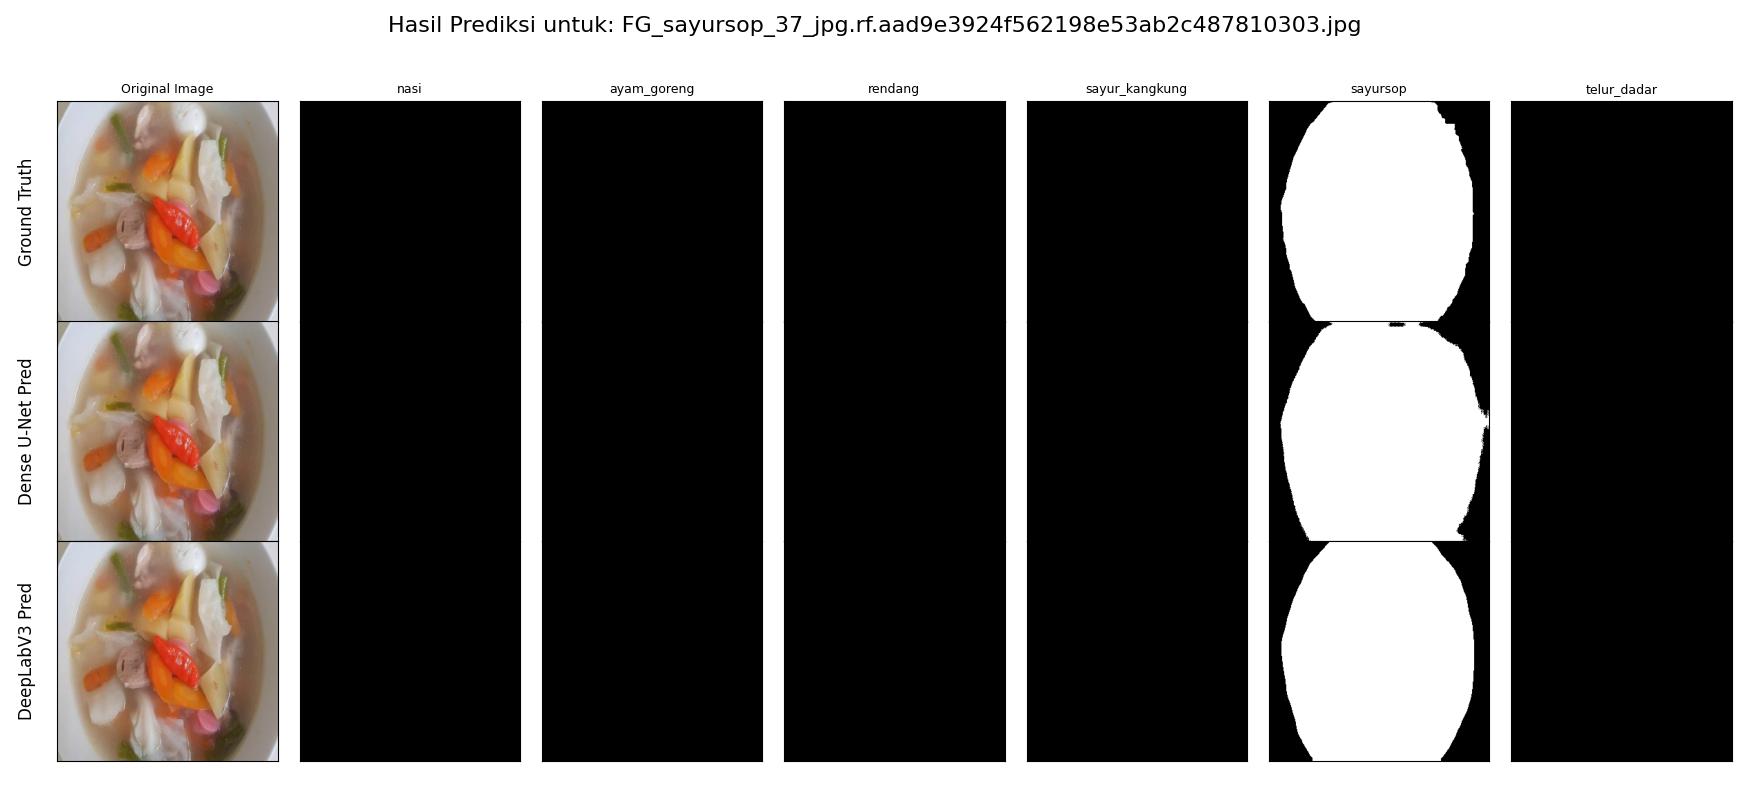 Hasil Prediksi untuk: FG_sayursop_37_jpg.rf.aad9e3924f562198e53ab2c487810303.jpg
Original Image
nasi
ayam_goreng
rendang
sayur_kangkung
sayursop
telur_dadar
Ground Truth
Dense U-Net Pred
DeepLabV3 Pred